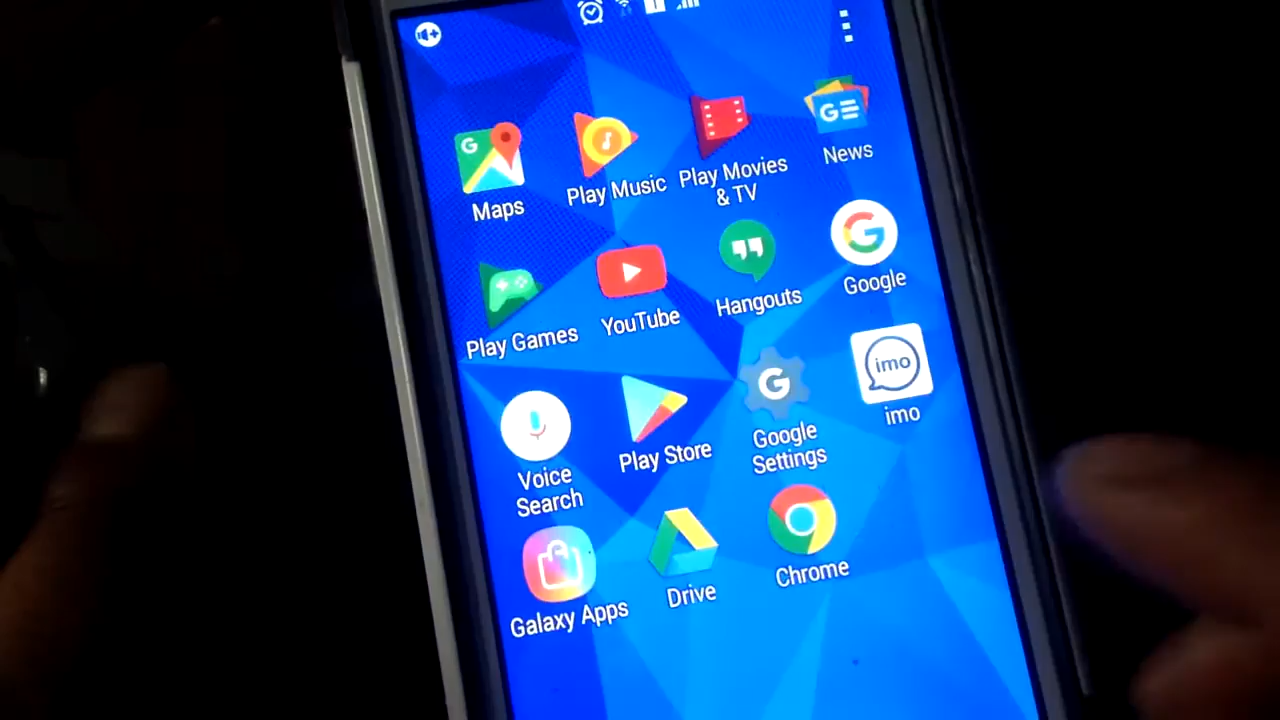 Maps
Play Music
Play Movies
& TV
G
News
Play Games
YouTube
Hangouts
G
Google
Voice
Search
Play Store
G
Google
Settings
imo
imo
Galaxy Apps
Drive
Chrome